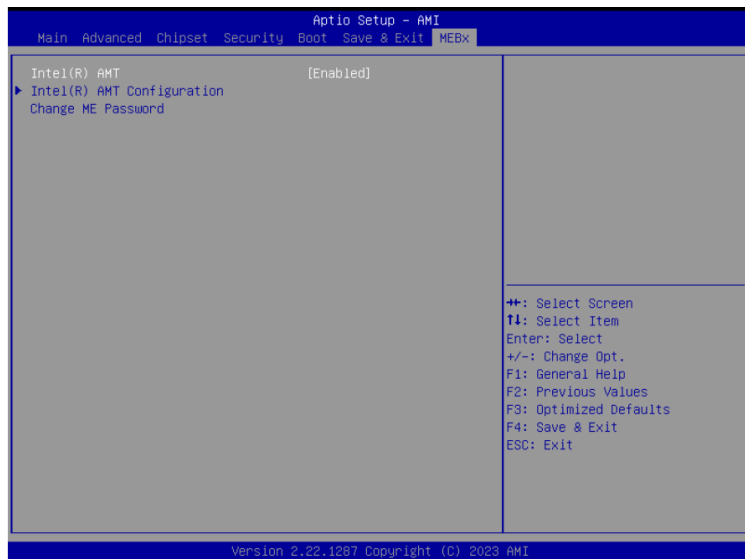 Aptio Setup – AMI
Main Advanced Chipset Security Boot Save & Exit MEBx
Intel(R) AMT [Enabled]
Intel(R) AMT Configuration
Change ME Password
→←: Select Screen
↑↓: Select Item
Enter: Select
+/-: Change Opt.
F1: General Help
F2: Previous Values
F3: Optimized Defaults
F4: Save & Exit
ESC: Exit
Version 2.22.1287 Copyright (C) 2023 AMI